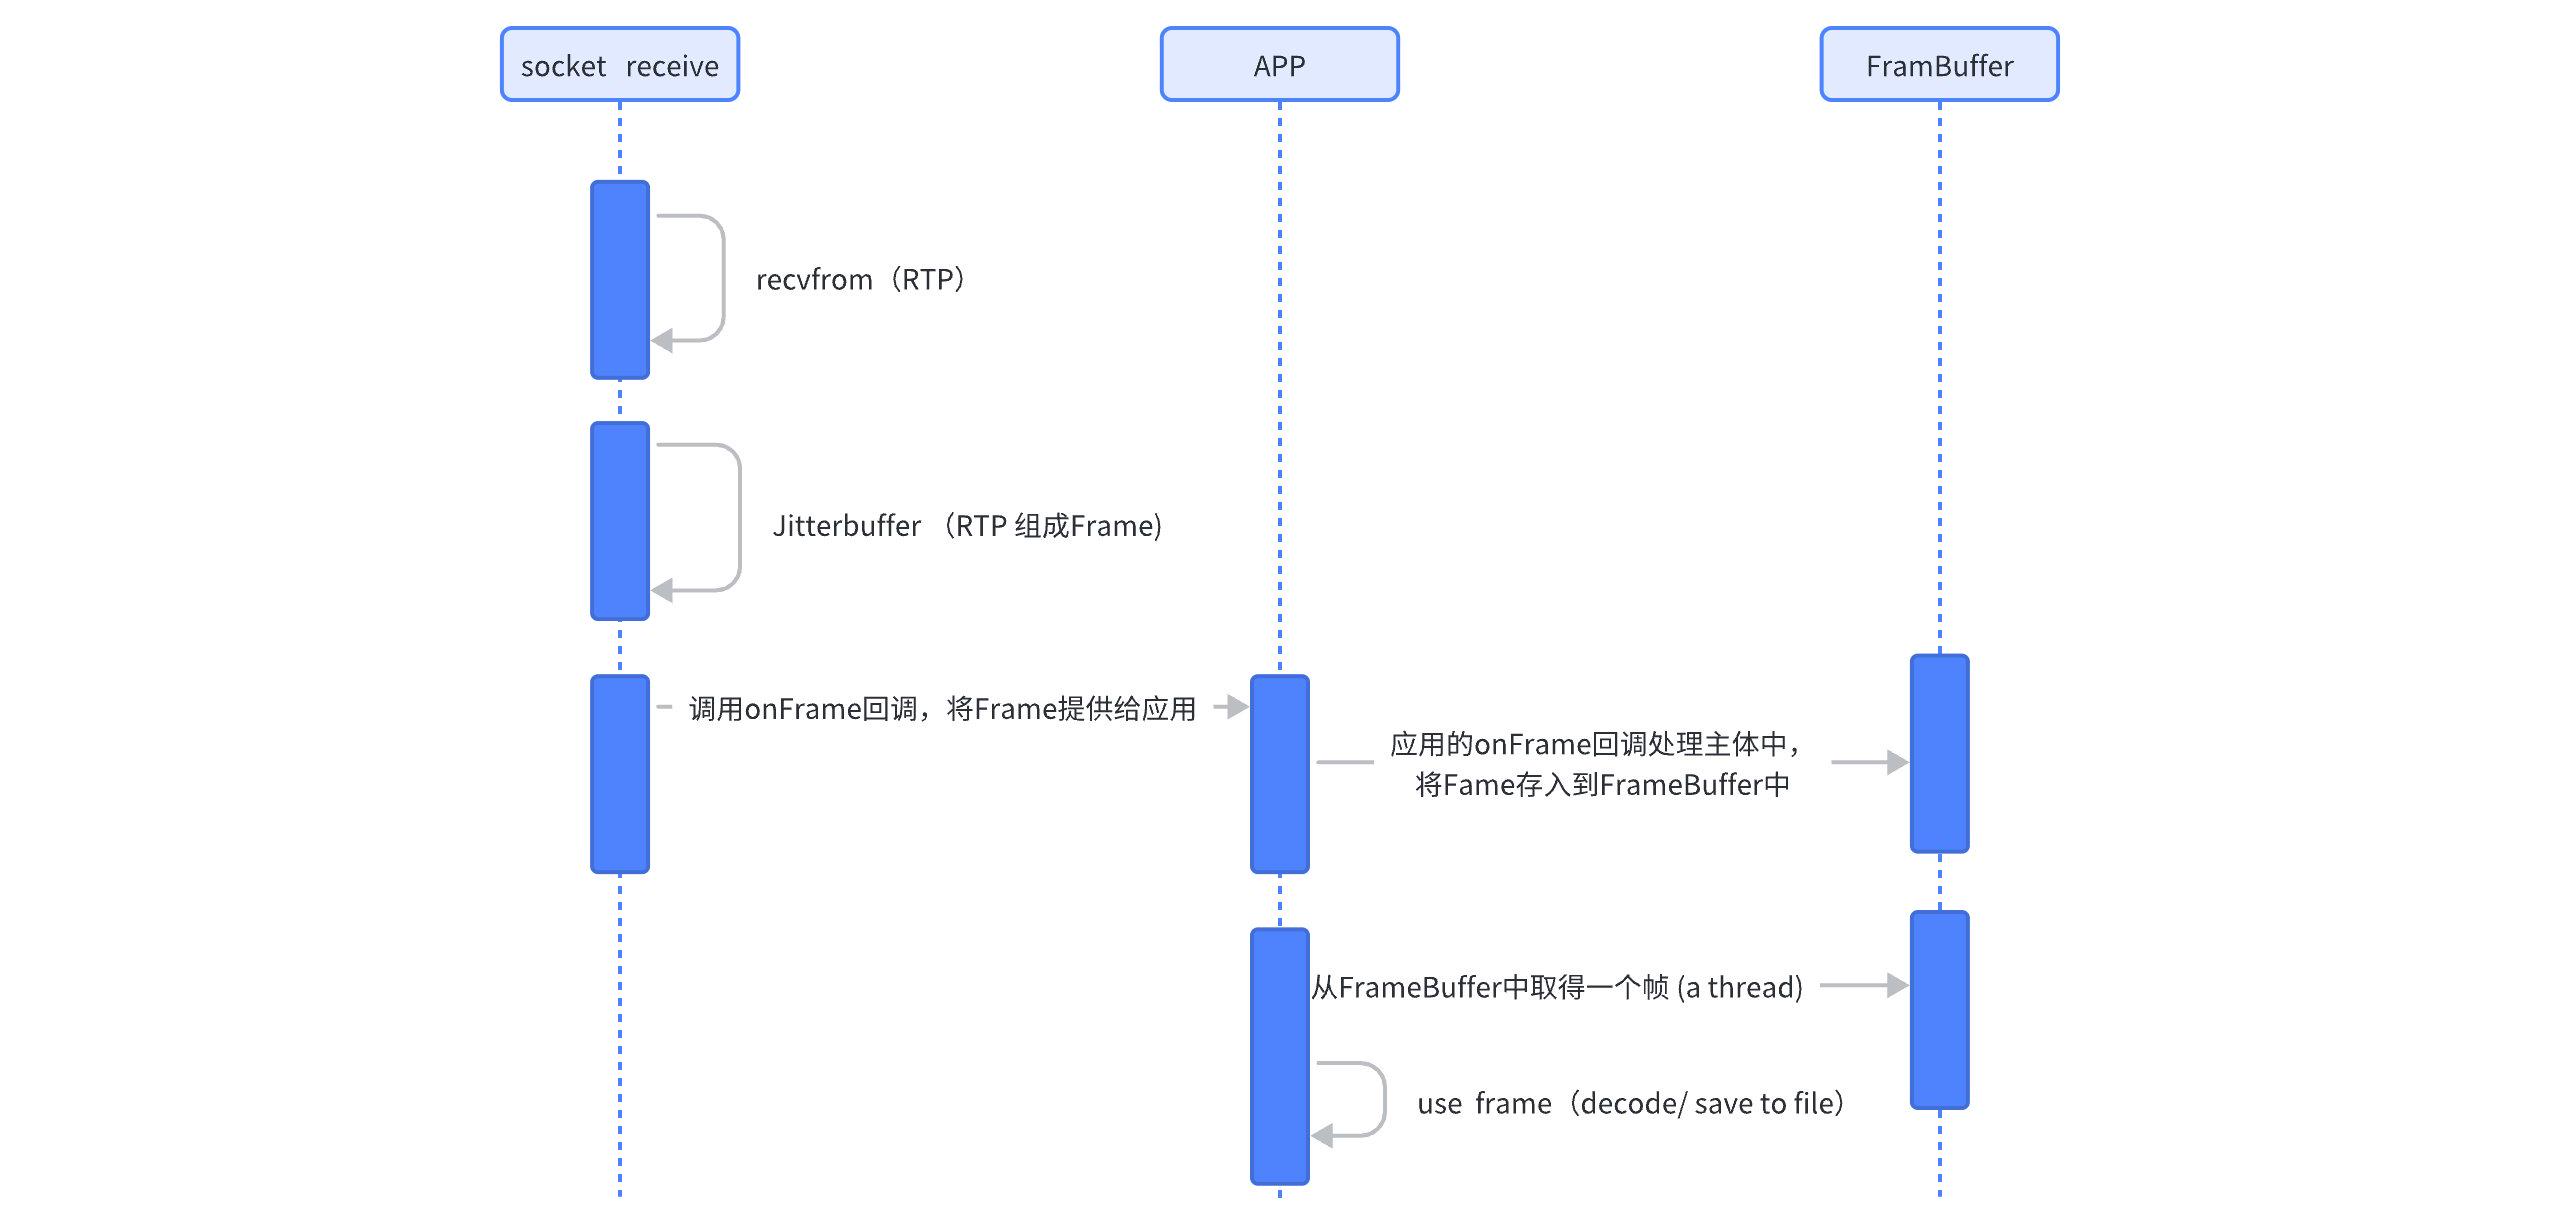 socket receive
APP
FramBuffer
recvfrom（RTP）
Jitterbuffer （RTP 组成Frame)
调用onFrame回调，将Frame提供给应用
应用的onFrame回调处理主体中，
将Fame存入到FrameBuffer中
从FrameBuffer中取得一个帧 (a thread)
use frame（decode/ save to file）